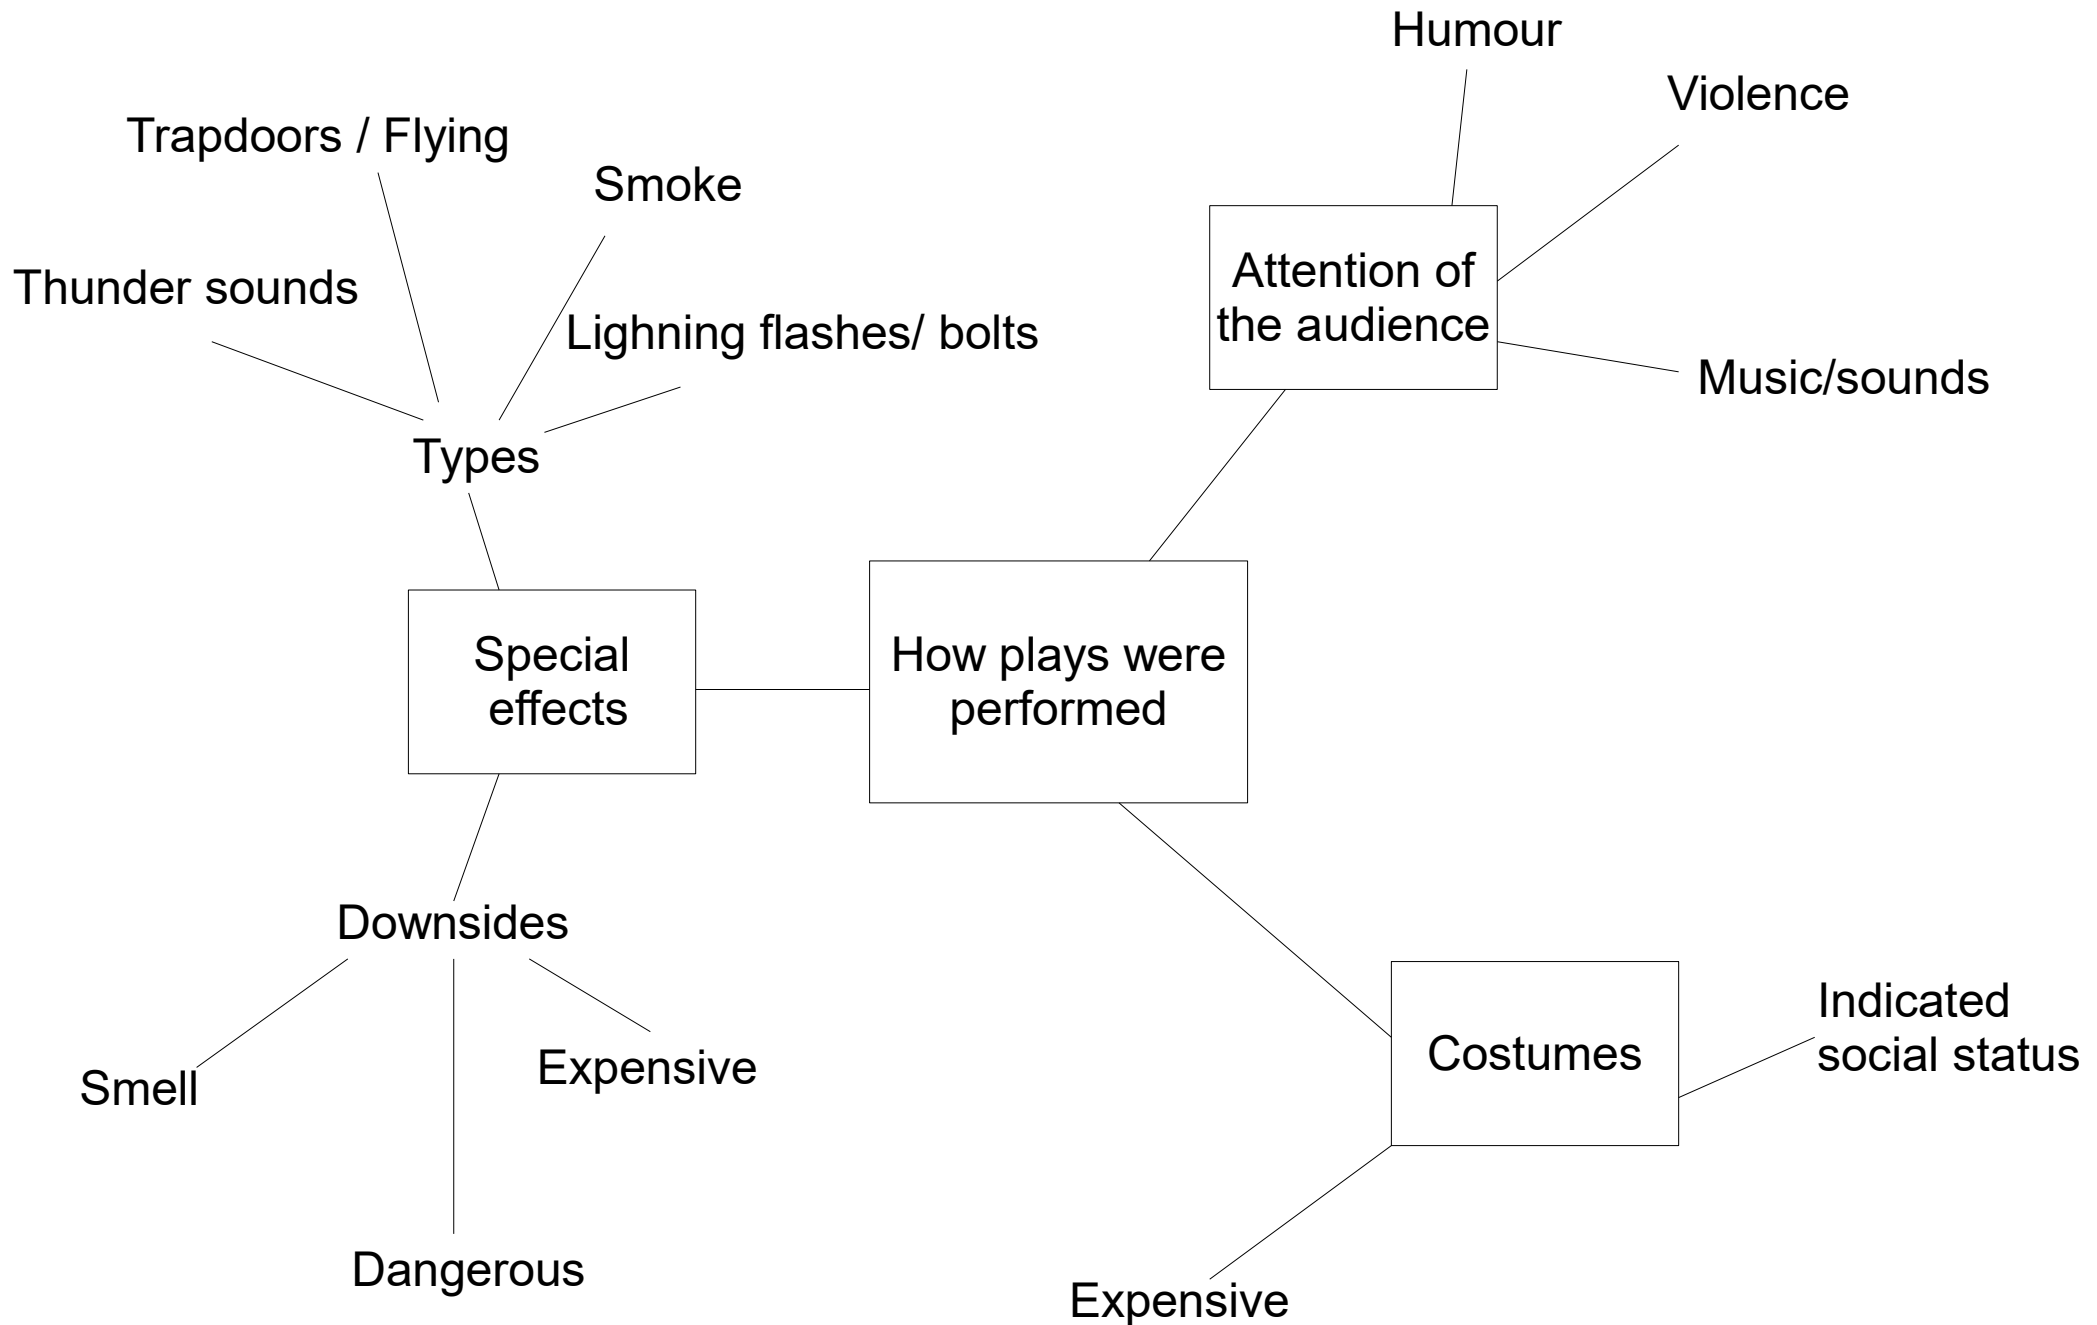 Humour
Violence
Trapdoors / Flying
Smoke
Thunder sounds
Lighning flashes/ bolts
Attention of
the audience
Music/sounds
Types
Special
effects
How plays were
performed
Downsides
Smell
Expensive
Dangerous
Costumes
Indicated
social status
Expensive